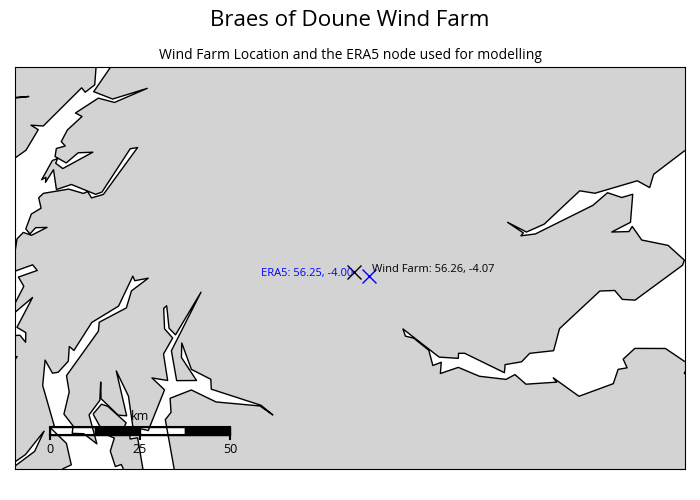 Braes of Doune Wind Farm
Wind Farm Location and the ERA5 node used for modelling
Wind Farm: 56.26, -4.07
ERA5: 56.25, -4.00
km
0 25 50